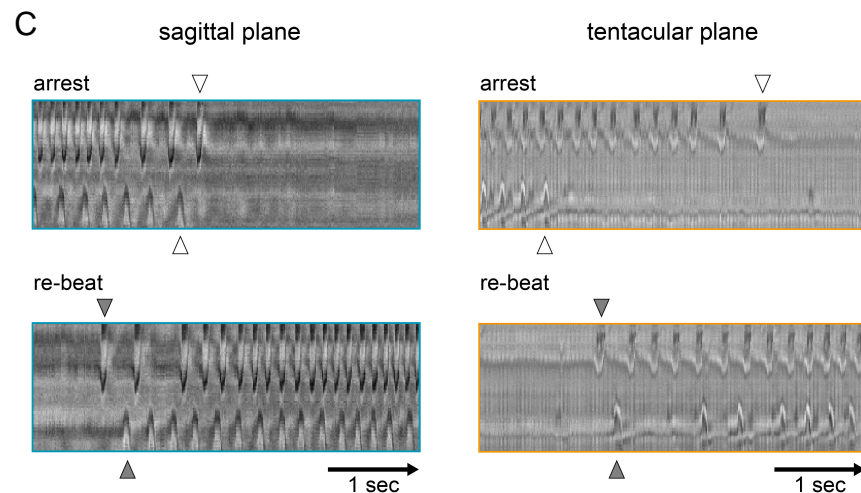 C
sagittal plane
tentacular plane
arrest
arrest
re-beat
re-beat
1 sec
1 sec